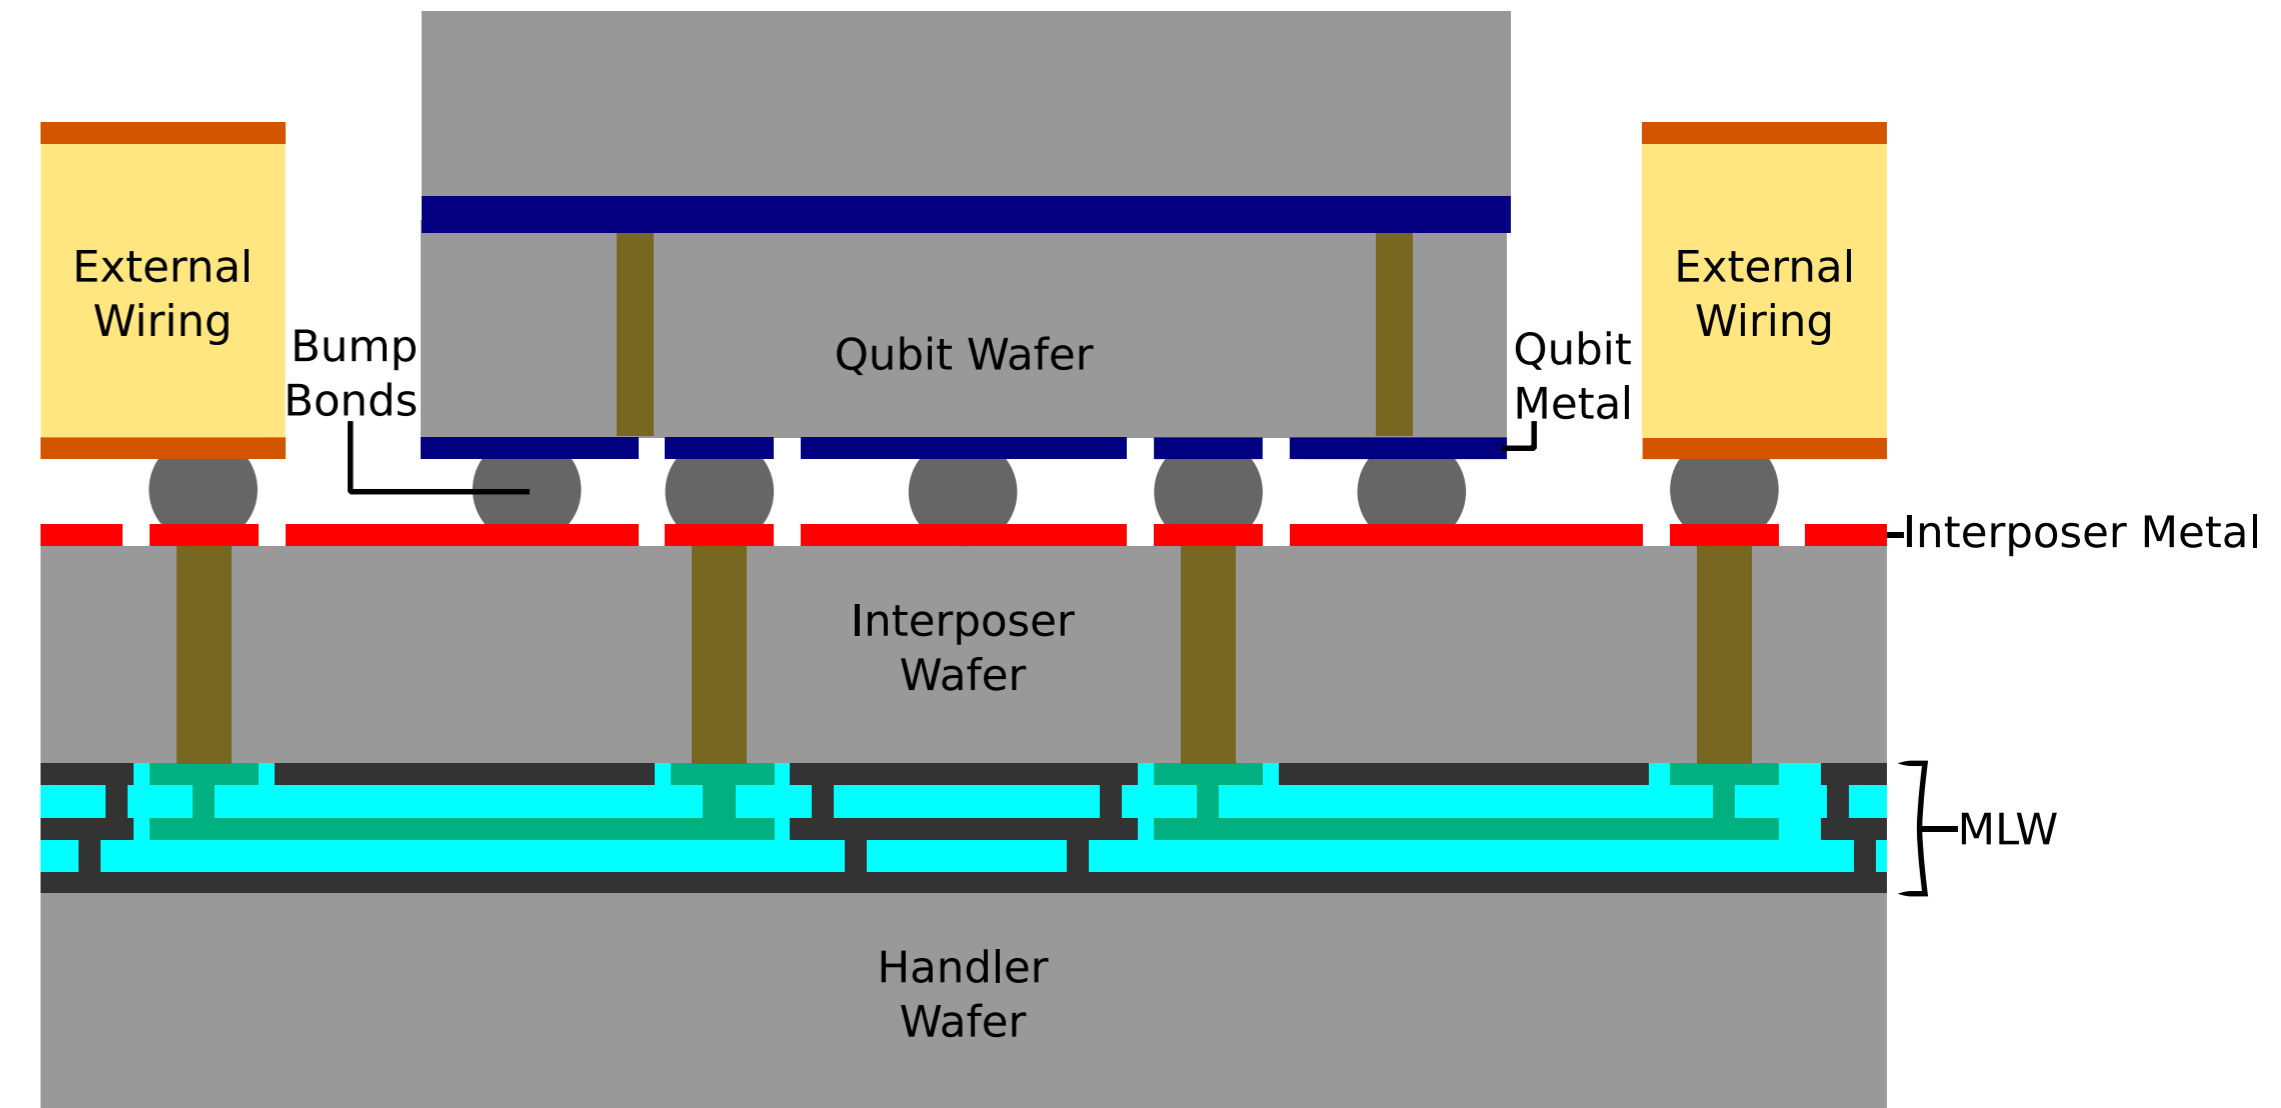 External
Wiring
Bump
Bonds
Qubit Wafer
Qubit
Metal
External
Wiring
Interposer Metal
Interposer
Wafer
MLW
Handler
Wafer